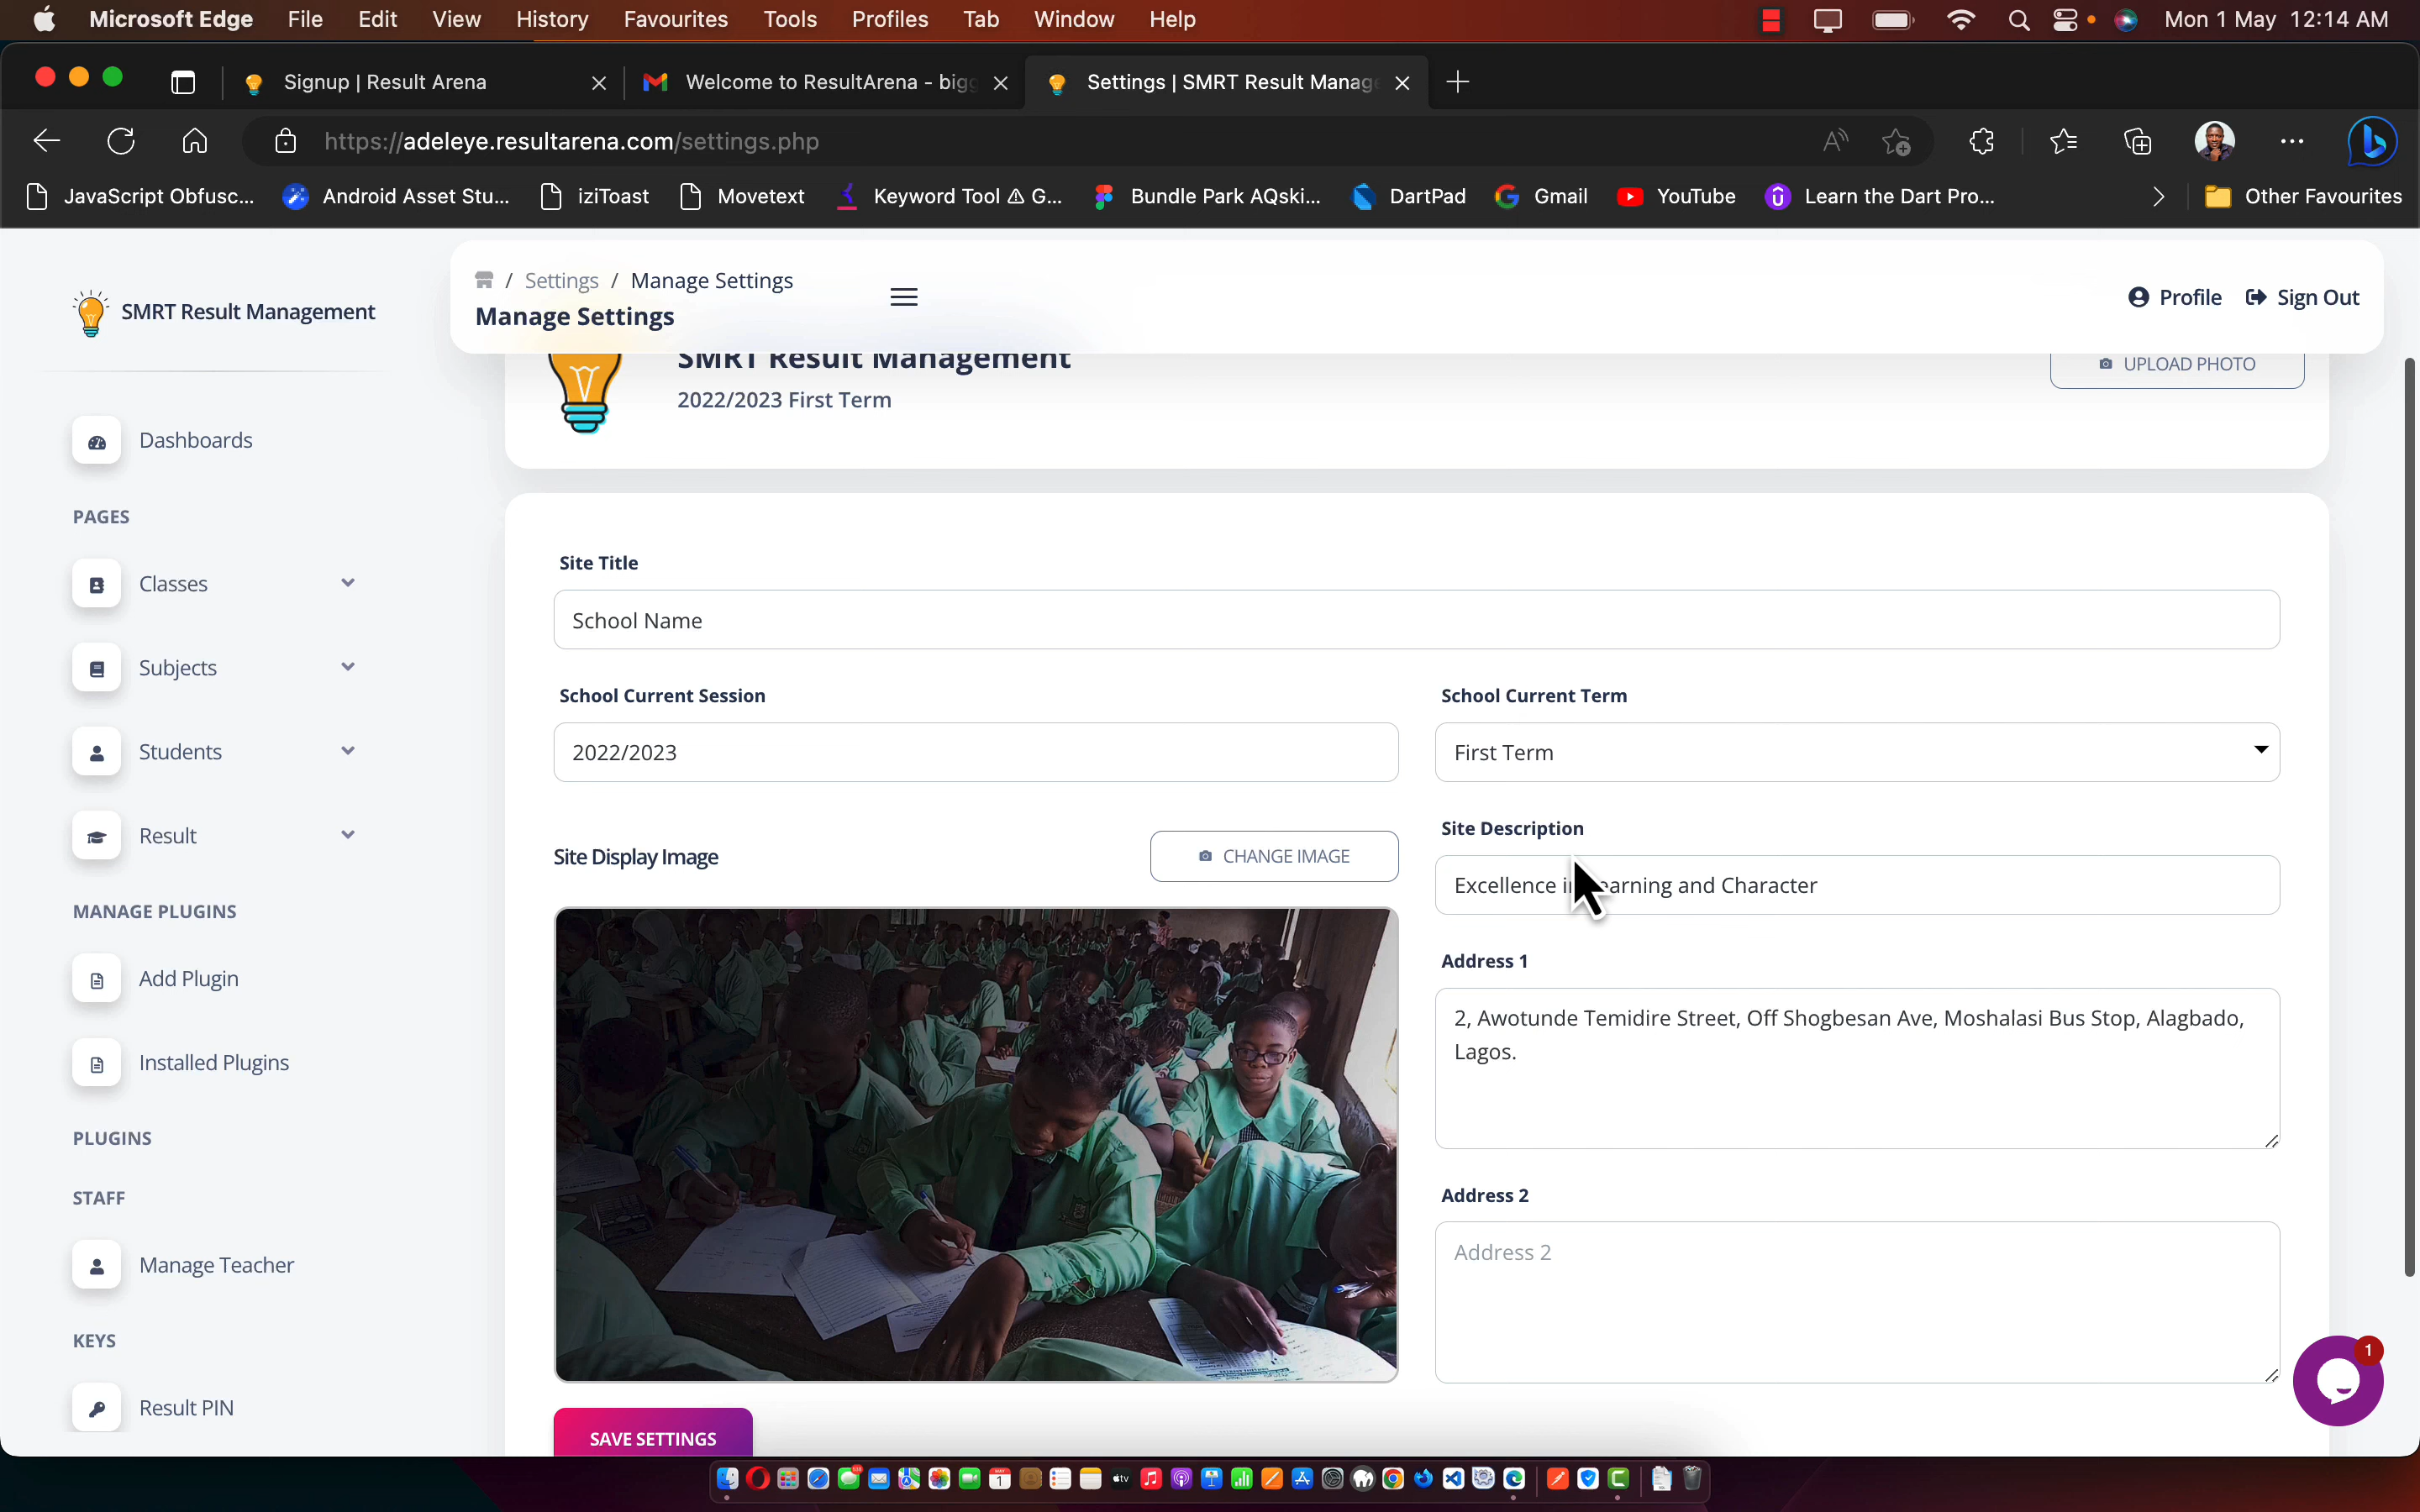 Microsoft Edge File Edit View History Favourites Tools Profiles Tab Window Help Mon 1 May 12:14 AM
Signup | Result Arena
Welcome to ResultArena - bigg
Settings | SMRT Result Manage
https://adeleye.resultarena.com/settings.php
JavaScript Obfusc... Android Asset Stu... iziToast Movetext Keyword Tool ⚠ G... Bundle Park AQski... DartPad Gmail YouTube Learn the Dart Pro... Other Favourites
SMRT Result Management
/ Settings / Manage Settings
Manage Settings
Profile Sign Out
SMRT Result Management
2022/2023 First Term
UPLOAD PHOTO
Dashboards
PAGES
Classes
Subjects
Students
Result
MANAGE PLUGINS
Add Plugin
Installed Plugins
PLUGINS
STAFF
Manage Teacher
KEYS
Result PIN
Site Title
School Name
School Current Session
2022/2023
School Current Term
First Term
Site Display Image
CHANGE IMAGE
Site Description
Excellence in Learning and Character
Address 1
2, Awotunde Temidire Street, Off Shogbesan Ave, Moshalasi Bus Stop, Alagbado,
Lagos.
Address 2
Address 2
SAVE SETTINGS
1